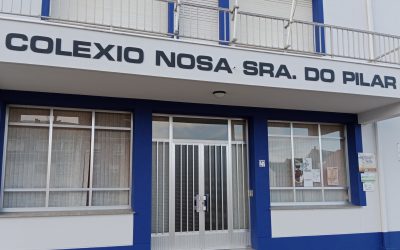 COLEXIO NOSA SRA. DO PILAR